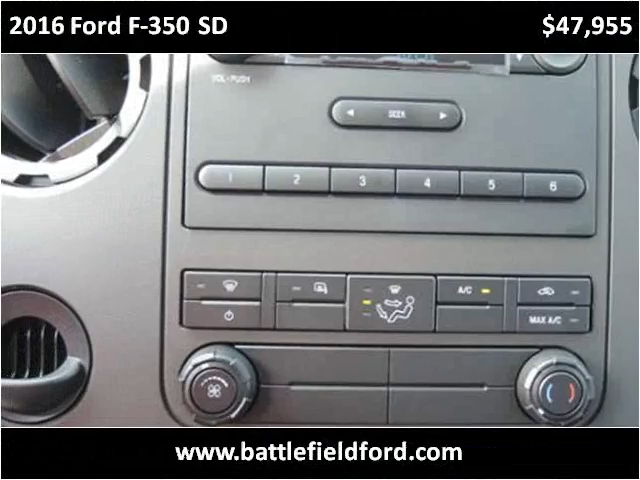 2016 Ford F-350 SD $47,955
VOL-PUSH
SEEK
1 2 3 4 5 6
A/C
MAX A/C
www.battlefieldford.com